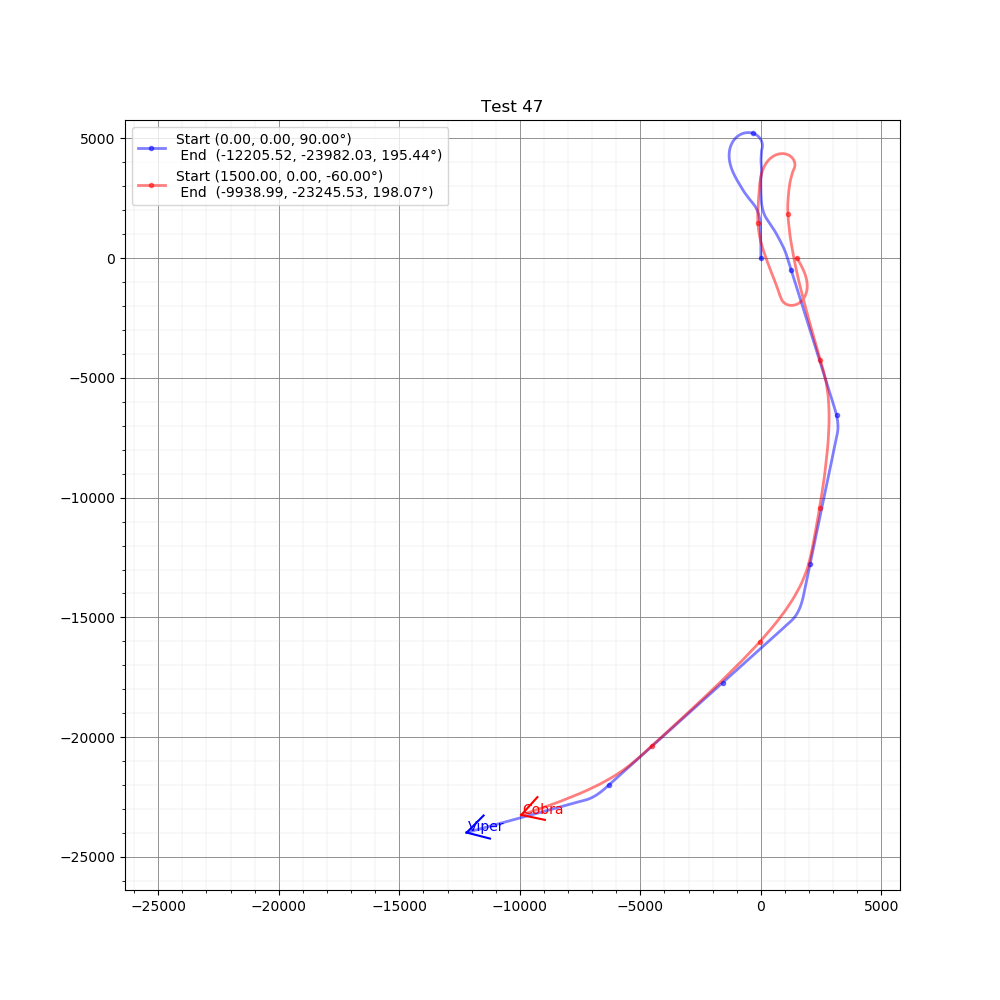 Test 47
Start (0.00, 0.00, 90.00°)
End (-12205.52, -23982.03, 195.44°)
Start (1500.00, 0.00, -60.00°)
End (-9938.99, -23245.53, 198.07°)
5000
0
−5000
−10000
−15000
−20000
−25000
Cobra
Viper
−25000
−20000
−15000
−10000
−5000
0
5000